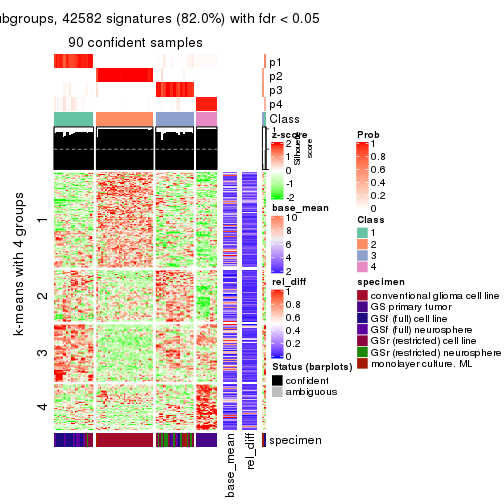 ubgroups, 42582 signatures (82.0%) with fdr < 0.05
90 confident samples
p1
p2
p3
p4
Class
1
Silhouette
score
k-means with 4 groups
1
2
3
4
specimen
base_mean
rel_diff
z-score
2
1
0
-1
-2
base_mean
10
8
6
4
2
rel_diff
1
0.8
0.6
0.4
0.2
0
Status (barplots)
confident
ambiguous
Prob
1
0.8
0.6
0.4
0.2
0
Class
1
2
3
4
specimen
conventional glioma cell line
GS primary tumor
GSf (full) cell line
GSf (full) neurosphere
GSr (restricted) cell line
GSr (restricted) neurosphere
monolayer culture. ML